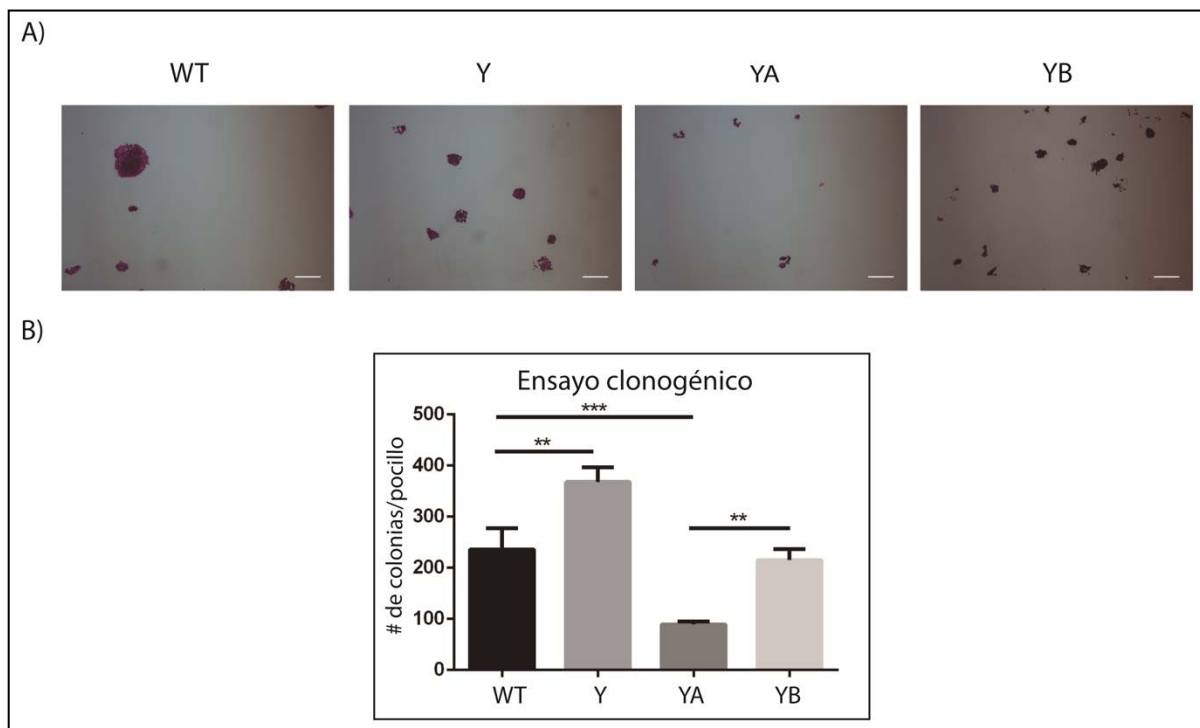 A)
WT Y YA YB
B)
Ensayo clonogénico
# de colonias/pocillo
500
400
300
200
100
0
***
**
**
WT Y YA YB